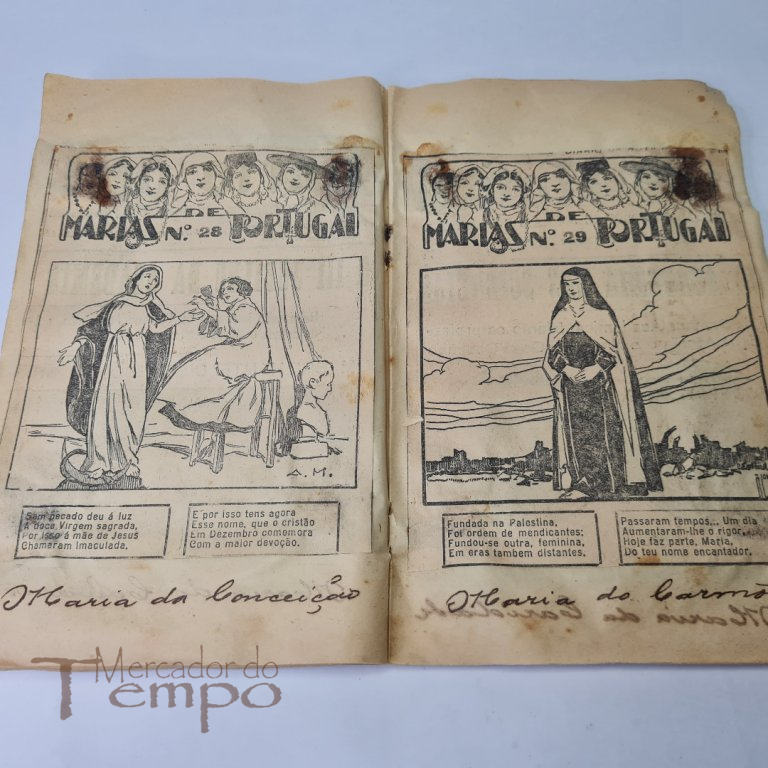 MARIAS DE PORTUGAL
Nº 28
Sem pecado deu á luz
A doce Virgem sagrada,
Por isso á mãe de Jesus
Chamaram Imaculada.
E por isso tens agora
Esse nome, que o cristão
Em Dezembro comemora
Com a maior devoção.
A. M.
Maria da Conceição
MARIAS DE PORTUGAL
Nº 29
Fundada na Palestina,
Foi ordem de mendicantes;
Fundou-se outra, feminina,
Em eras tambem distantes.
Passaram tempos... Um dia
Aumentaram-lhe o rigor,
Hoje faz parte, Maria,
Do teu nome encantador.
Maria do Carmo
Mercador do
Tempo